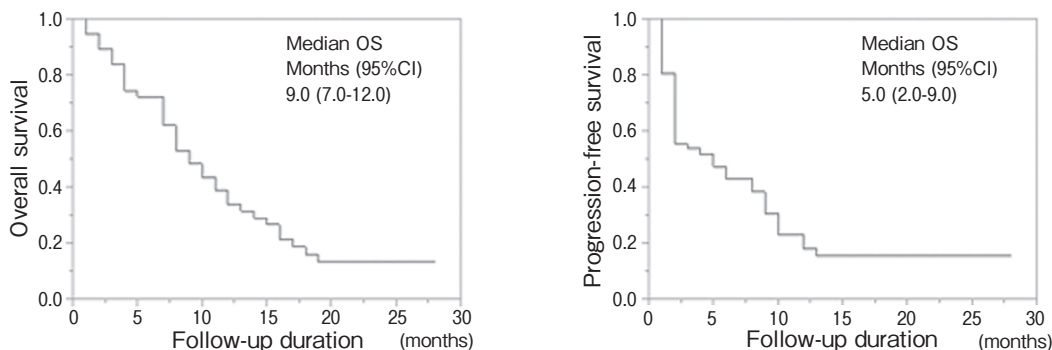 Overall survival
1.0
0.8
0.6
0.4
0.2
0.0
Median OS
Months (95%CI)
9.0 (7.0-12.0)
0 5 10 15 20 25 30
Follow-up duration (months)
Progression-free survival
1.0
0.8
0.6
0.4
0.2
0.0
Median OS
Months (95%CI)
5.0 (2.0-9.0)
0 5 10 15 20 25 30
Follow-up duration (months)